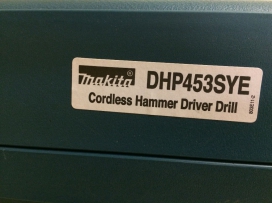 makita® DHP453SYE
Cordless Hammer Driver Drill